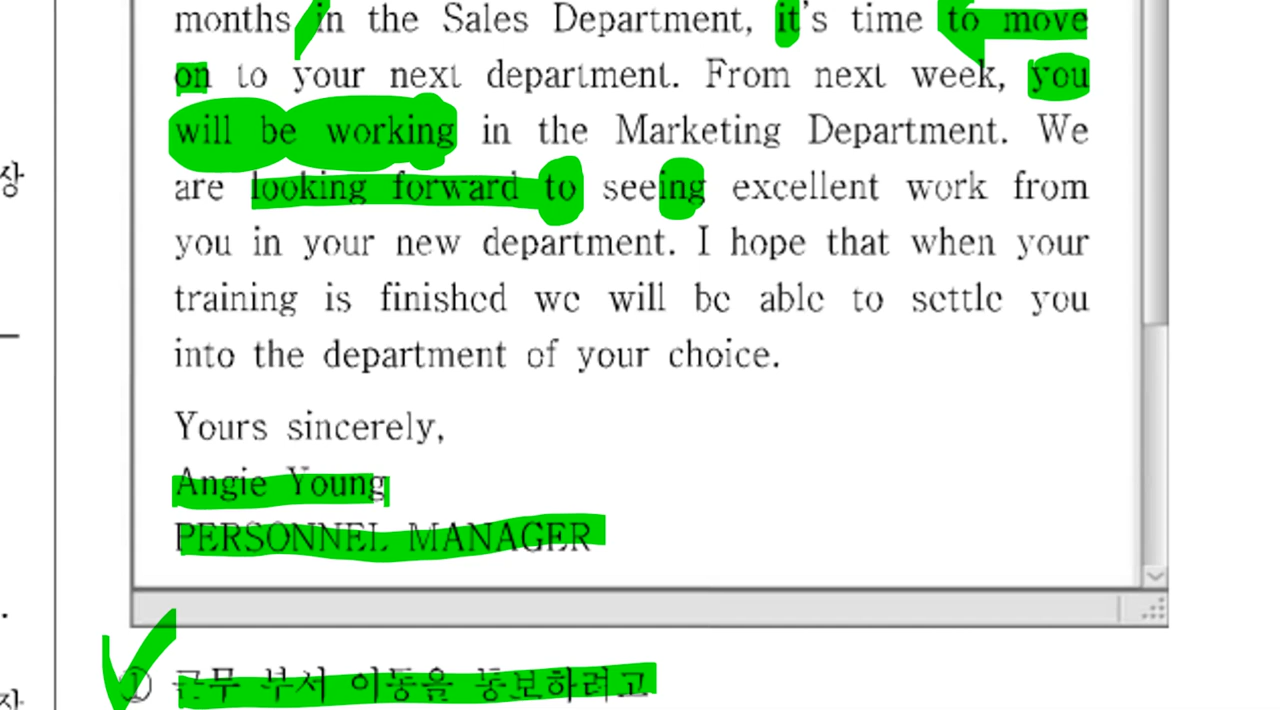 months in the Sales Department, it's time to move
on to your next department. From next week, you
will be working in the Marketing Department. We
are looking forward to seeing excellent work from
you in your new department. I hope that when your
training is finished we will be able to settle you
into the department of your choice.
Yours sincerely,
Angie Young
PERSONNEL MANAGER
상
.
① 근무 부서 이동을 통보하려고